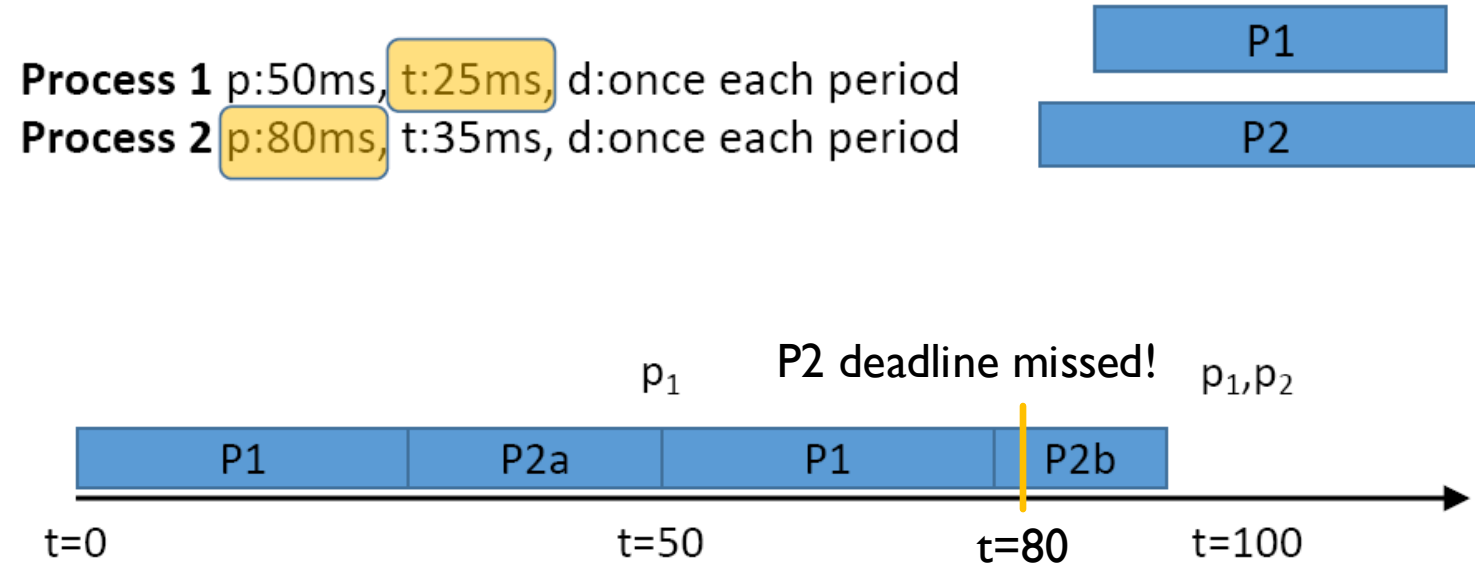 P1
Process 1 p:50ms, t:25ms, d:once each period
Process 2 p:80ms, t:35ms, d:once each period
P2
p₁ P2 deadline missed! p₁,p₂
P1 P2a P1 P2b
t=0 t=50 t=80 t=100